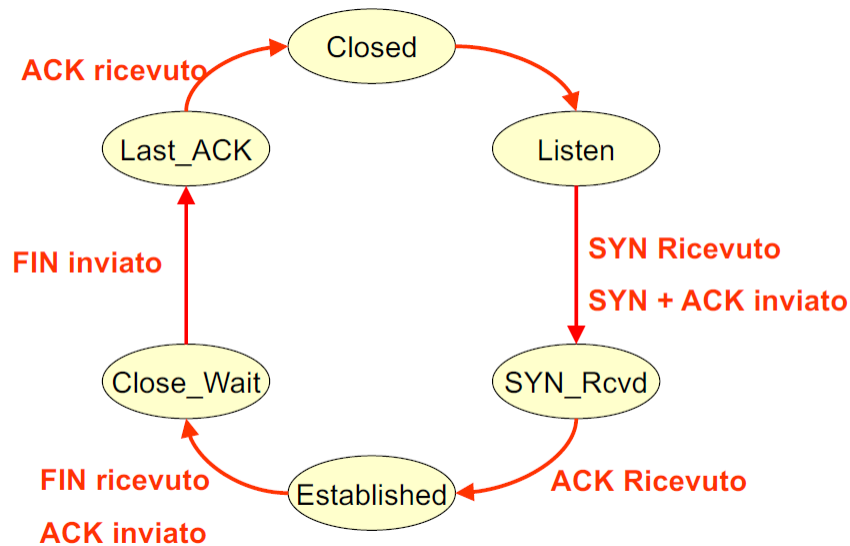 Closed
ACK ricevuto
Last_ACK
Listen
FIN inviato
SYN Ricevuto
SYN + ACK inviato
Close_Wait
SYN_Rcvd
FIN ricevuto
ACK inviato
Established
ACK Ricevuto